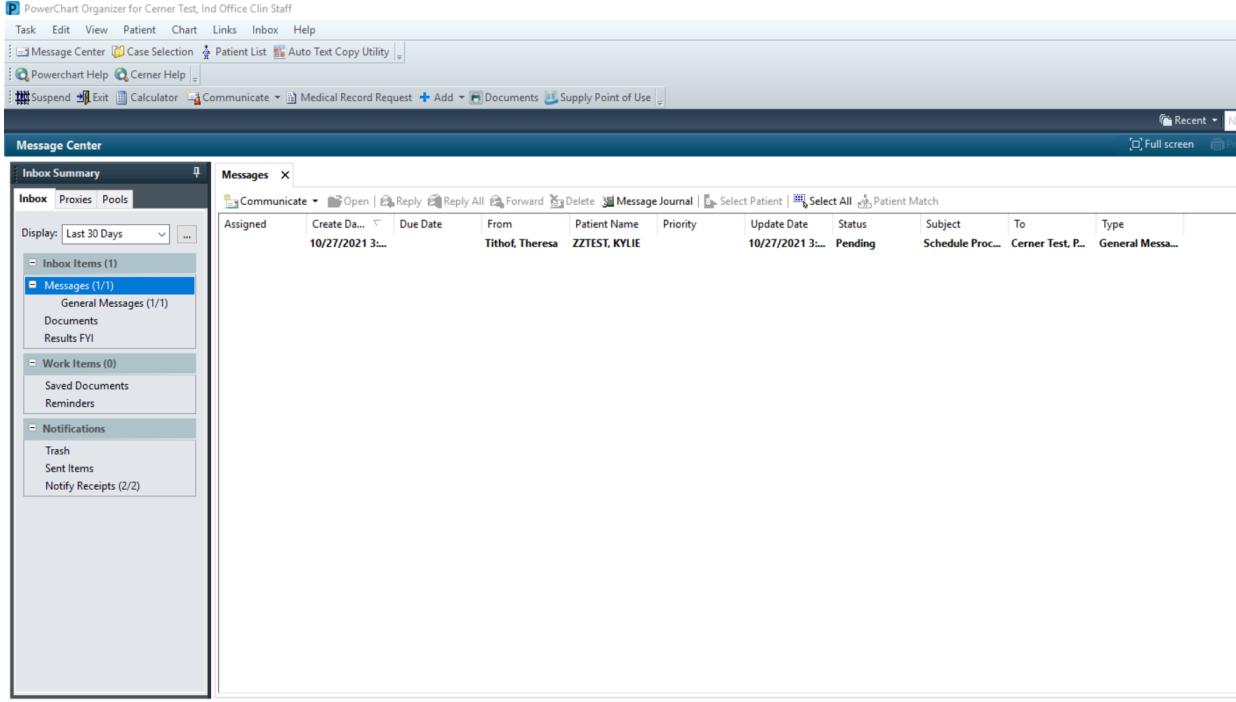 PowerChart Organizer for Cerner Test, Ind Office Clin Staff
Task Edit View Patient Chart Links Inbox Help
Message Center Case Selection Patient List Auto Text Copy Utility
Powerchart Help Cerner Help
Suspend Exit Calculator Communicate Medical Record Request Add Documents Supply Point of Use
Recent
Message Center Full screen
Inbox Summary
Inbox Proxies Pools
Display: Last 30 Days ...
Inbox Items (1)
Messages (1/1)
General Messages (1/1)
Documents
Results FYI
Work Items (0)
Saved Documents
Reminders
Notifications
Trash
Sent Items
Notify Receipts (2/2)
Messages
Communicate Open Reply Reply All Forward Delete Message Journal Select Patient Select All Patient Match
Assigned Create Da... Due Date From Patient Name Priority Update Date Status Subject To Type
10/27/2021 3:... Tithof, Theresa ZZTEST, KYLIE 10/27/2021 3:... Pending Schedule Proc... Cerner Test, P... General Messa...